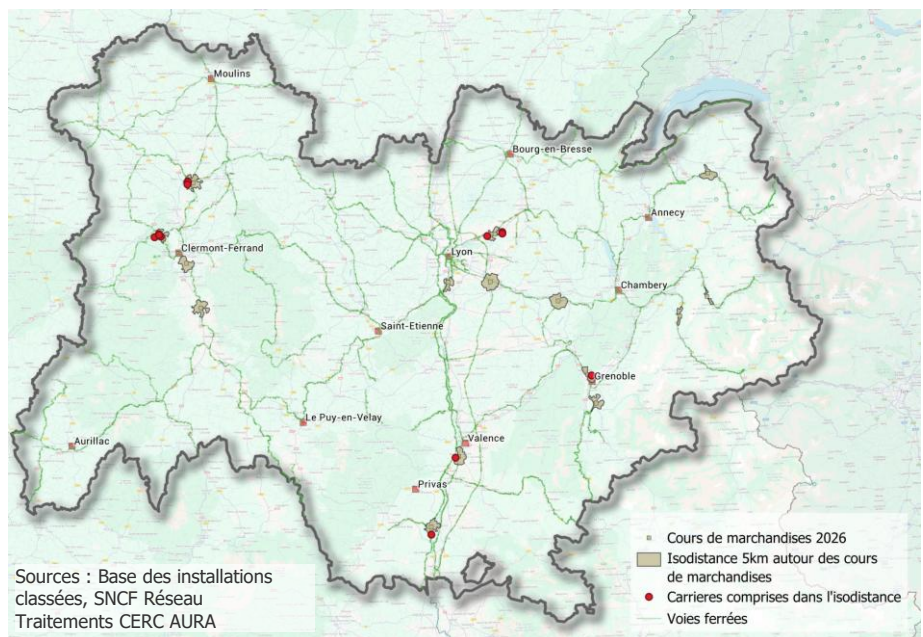 Moulins
Bourg-en-Bresse
Annecy
Clermont-Ferrand
Lyon
Chambery
Saint-Etienne
Grenoble
Le Puy-en-Velay
Aurillac
Valence
Privas
Cours de marchandises 2026
Isodistance 5km autour des cours
de marchandises
Carrieres comprises dans l'isodistance
Voies ferrées
Sources : Base des installations
classées, SNCF Réseau
Traitements CERC AURA